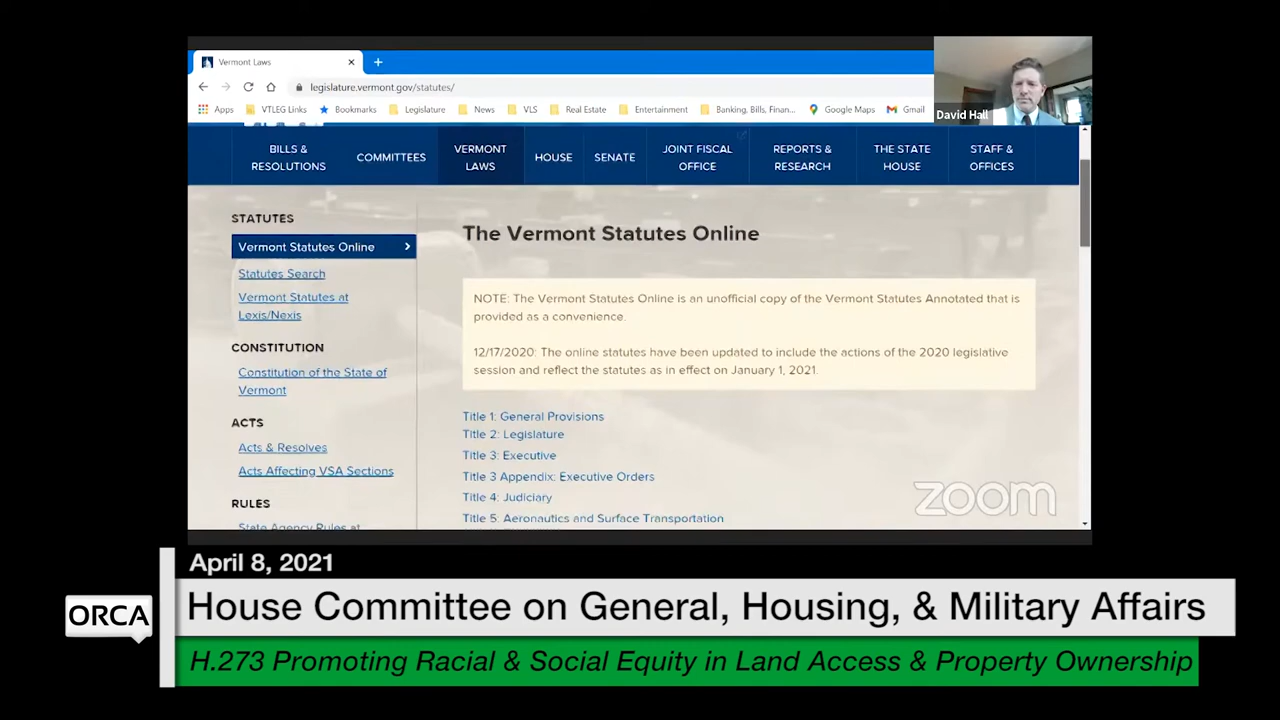 Vermont Laws
legislature.vermont.gov/statutes/
Apps VTLEG Links Bookmarks Legislature News VLS Real Estate Entertainment Banking, Bills, Finan... Google Maps Gmail
David Hall
BILLS & RESOLUTIONS
COMMITTEES
VERMONT LAWS
HOUSE
SENATE
JOINT FISCAL OFFICE
REPORTS & RESEARCH
THE STATE HOUSE
STAFF & OFFICES
STATUTES
Vermont Statutes Online
Statutes Search
Vermont Statutes at
Lexis/Nexis
CONSTITUTION
Constitution of the State of
Vermont
ACTS
Acts & Resolves
Acts Affecting VSA Sections
RULES
State Agency Rules at
The Vermont Statutes Online
NOTE: The Vermont Statutes Online is an unofficial copy of the Vermont Statutes Annotated that is
provided as a convenience.
12/17/2020: The online statutes have been updated to include the actions of the 2020 legislative
session and reflect the statutes as in effect on January 1, 2021.
Title 1: General Provisions
Title 2: Legislature
Title 3: Executive
Title 3 Appendix: Executive Orders
Title 4: Judiciary
Title 5: Aeronautics and Surface Transportation
zoom
April 8, 2021
ORCA
House Committee on General, Housing, & Military Affairs
H.273 Promoting Racial & Social Equity in Land Access & Property Ownership